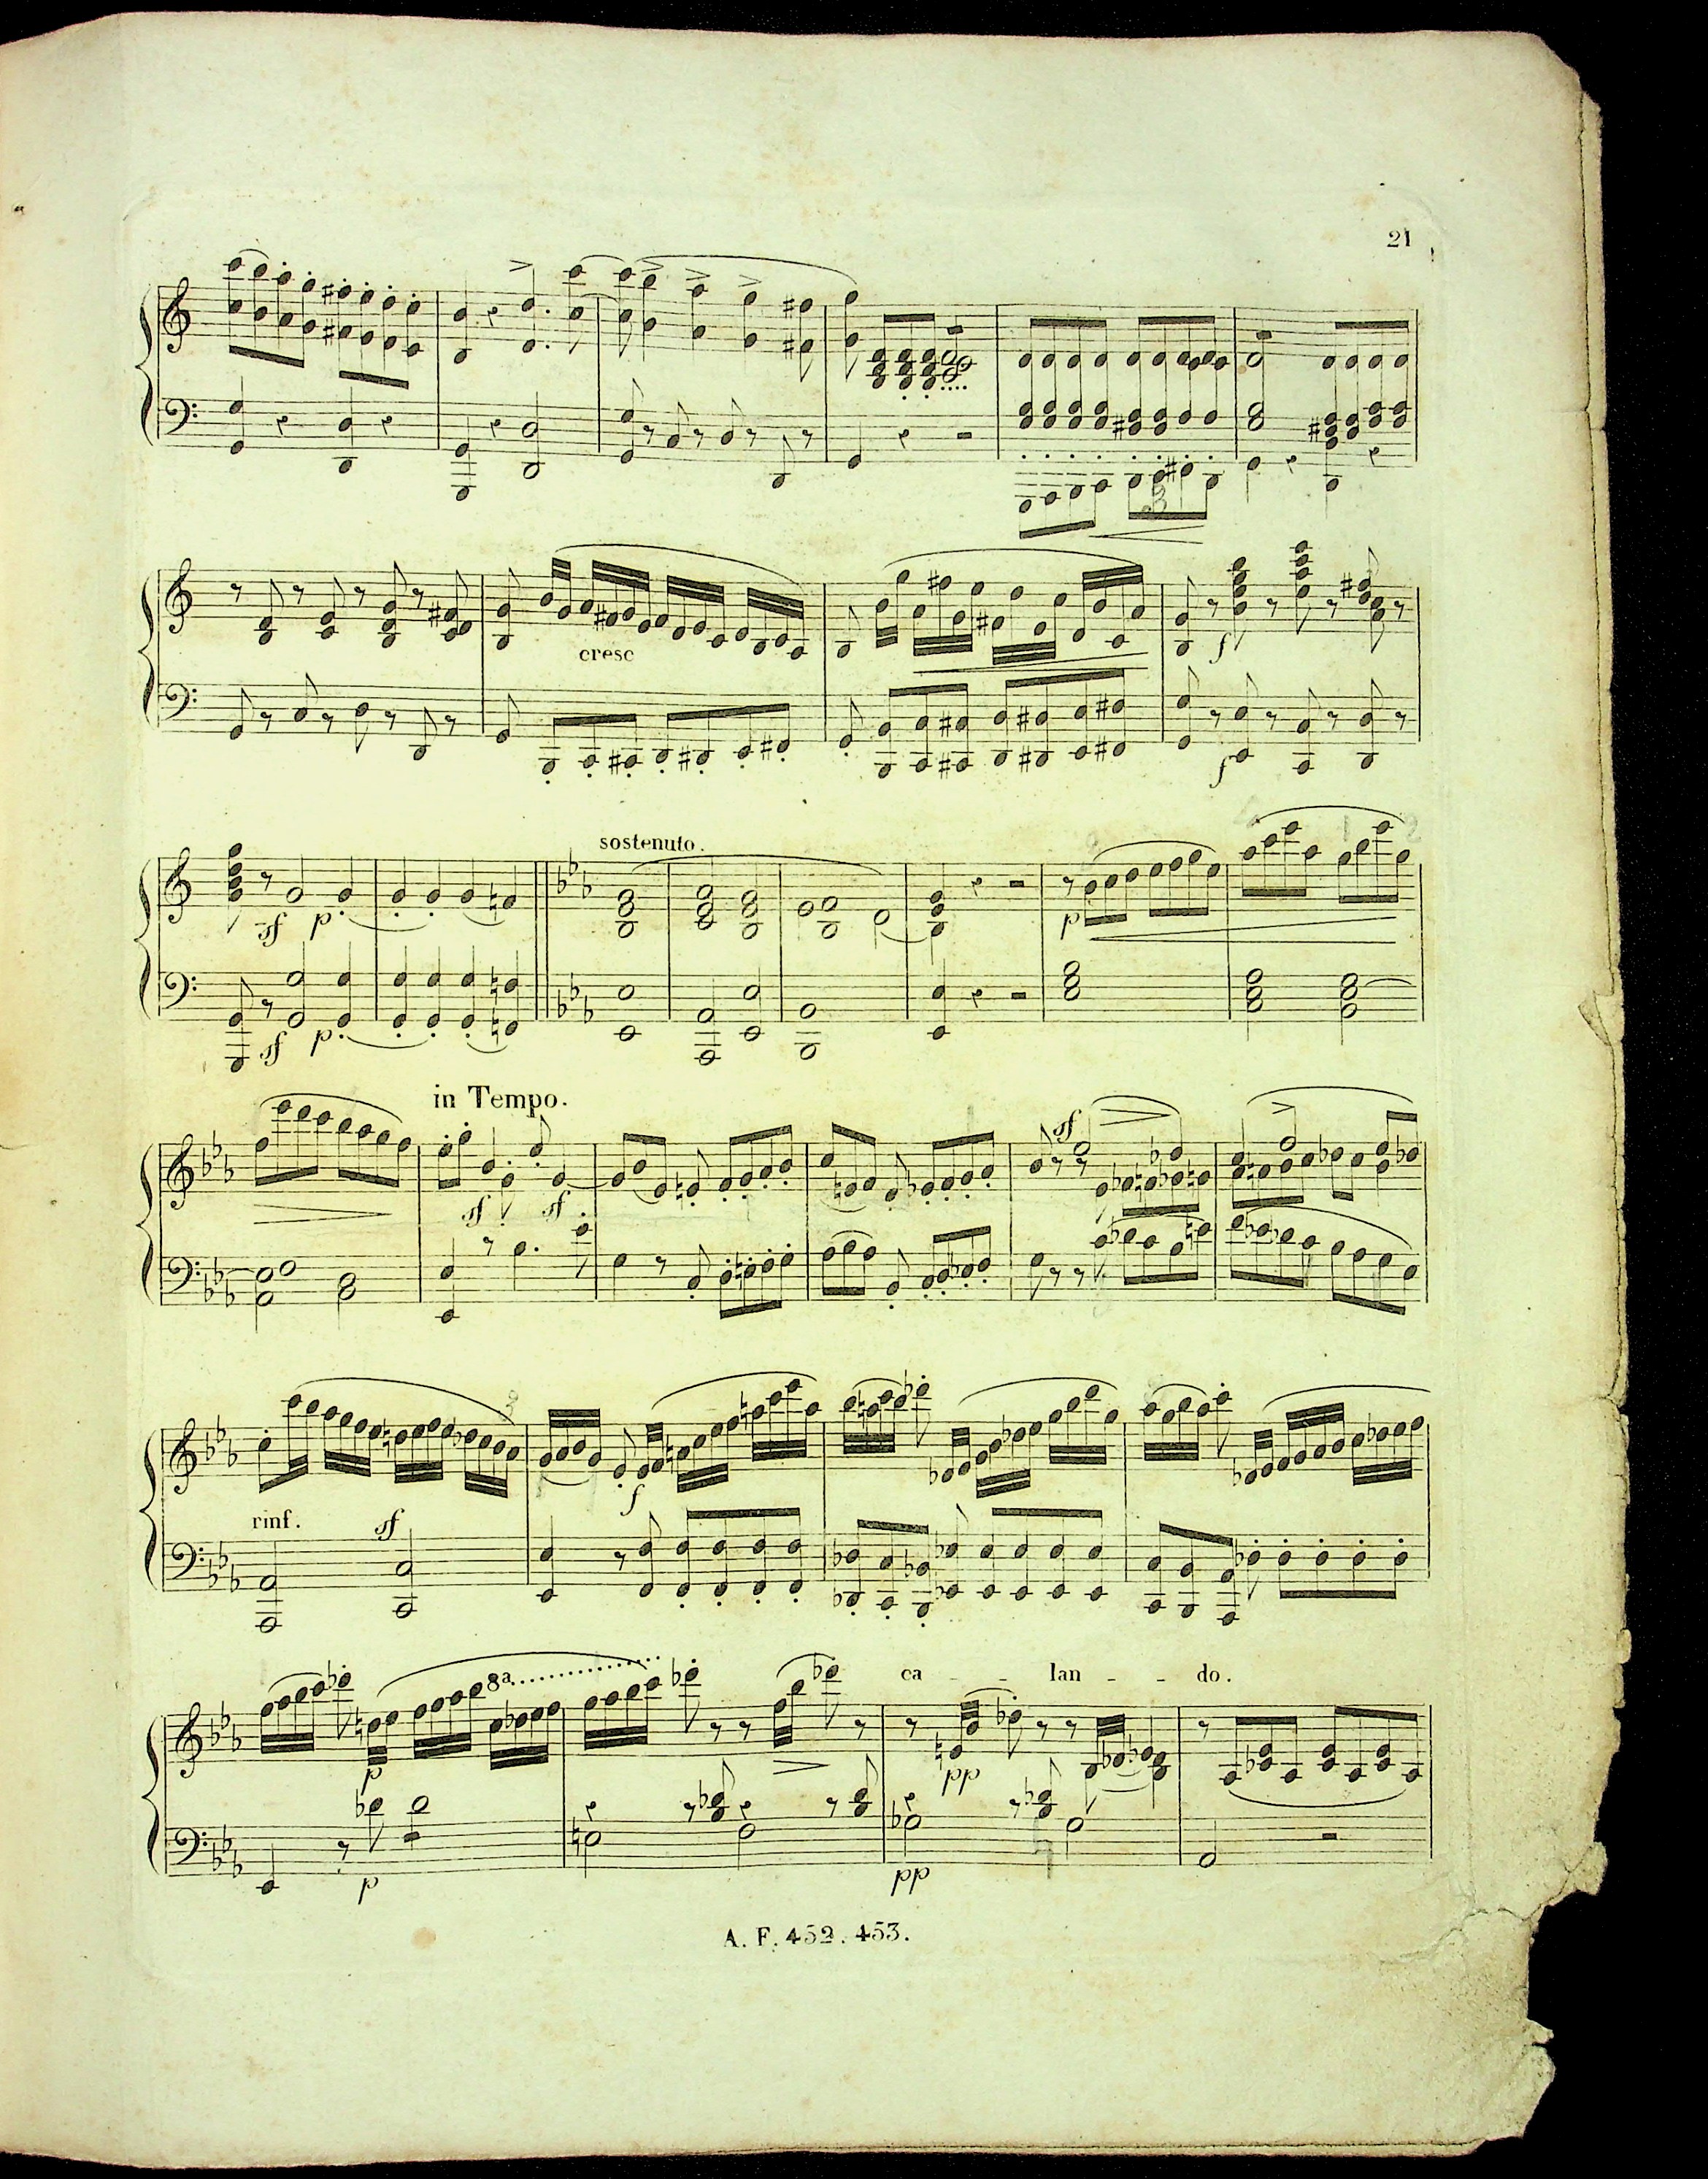 21
cresc
f
f
sostenuto.
sf p.
p
sf p.
in Tempo.
sf
sf sf
rinf. sf
f
8ª
ca - - lan - - do.
p
pp
p
pp
A. F. 452. 453.